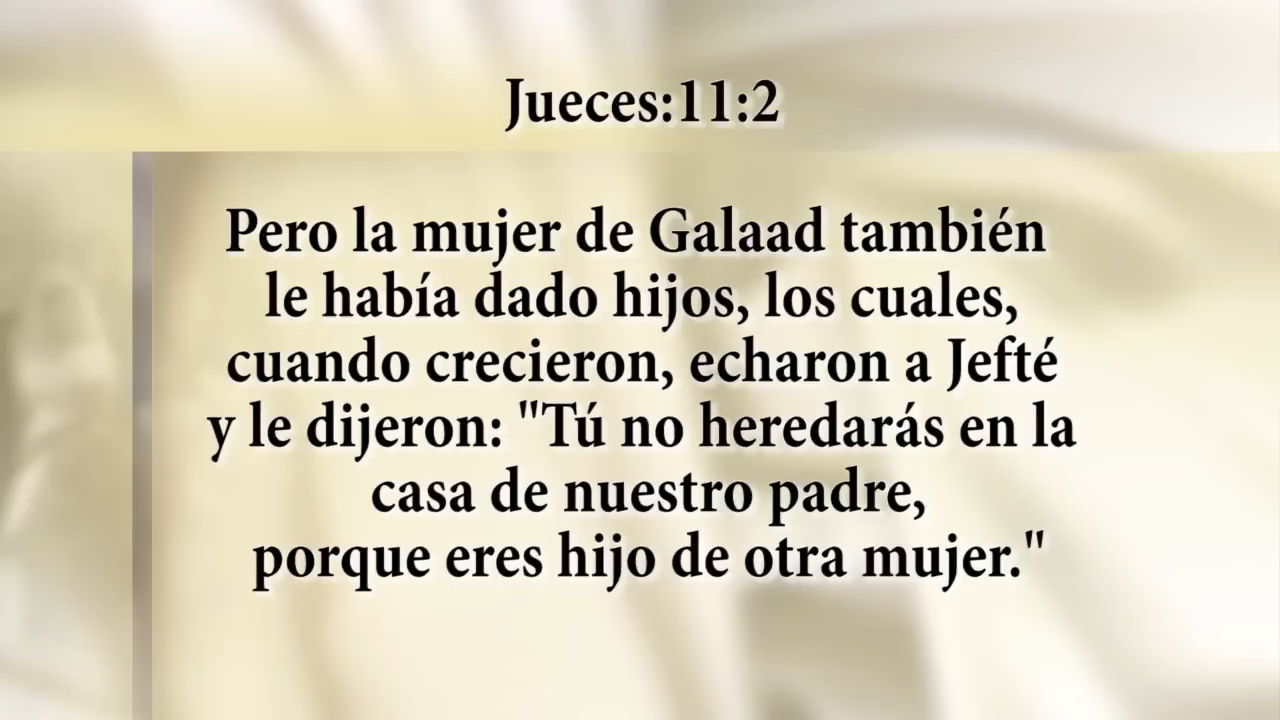 Jueces:11:2
Pero la mujer de Galaad también
le había dado hijos, los cuales,
cuando crecieron, echaron a Jefté
y le dijeron: "Tú no heredarás en la
casa de nuestro padre,
porque eres hijo de otra mujer."